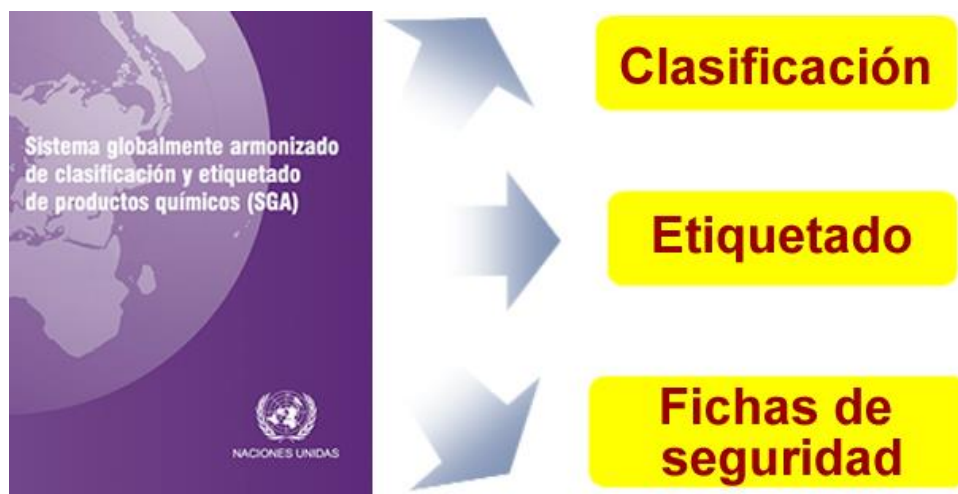 Sistema globalmente armonizado
de clasificación y etiquetado
de productos químicos (SGA)
NACIONES UNIDAS
Clasificación
Etiquetado
Fichas de
seguridad